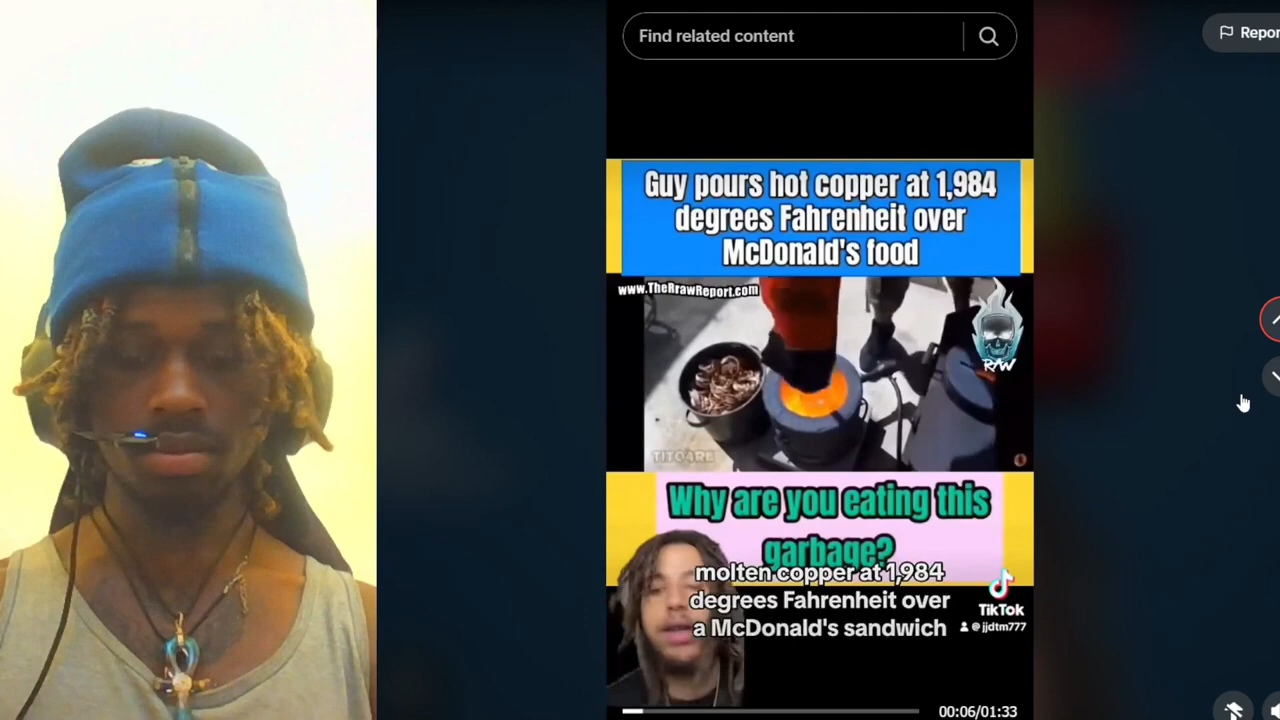 Find related content
Repor
Guy pours hot copper at 1,984
degrees Fahrenheit over
McDonald's food
www.TheRrawReport.com
RAW
TITO4RE
Why are you eating this
garbage?
molten copper at 1,984
degrees Fahrenheit over
a McDonald's sandwich
TikTok
@jjdtm777
00:06/01:33